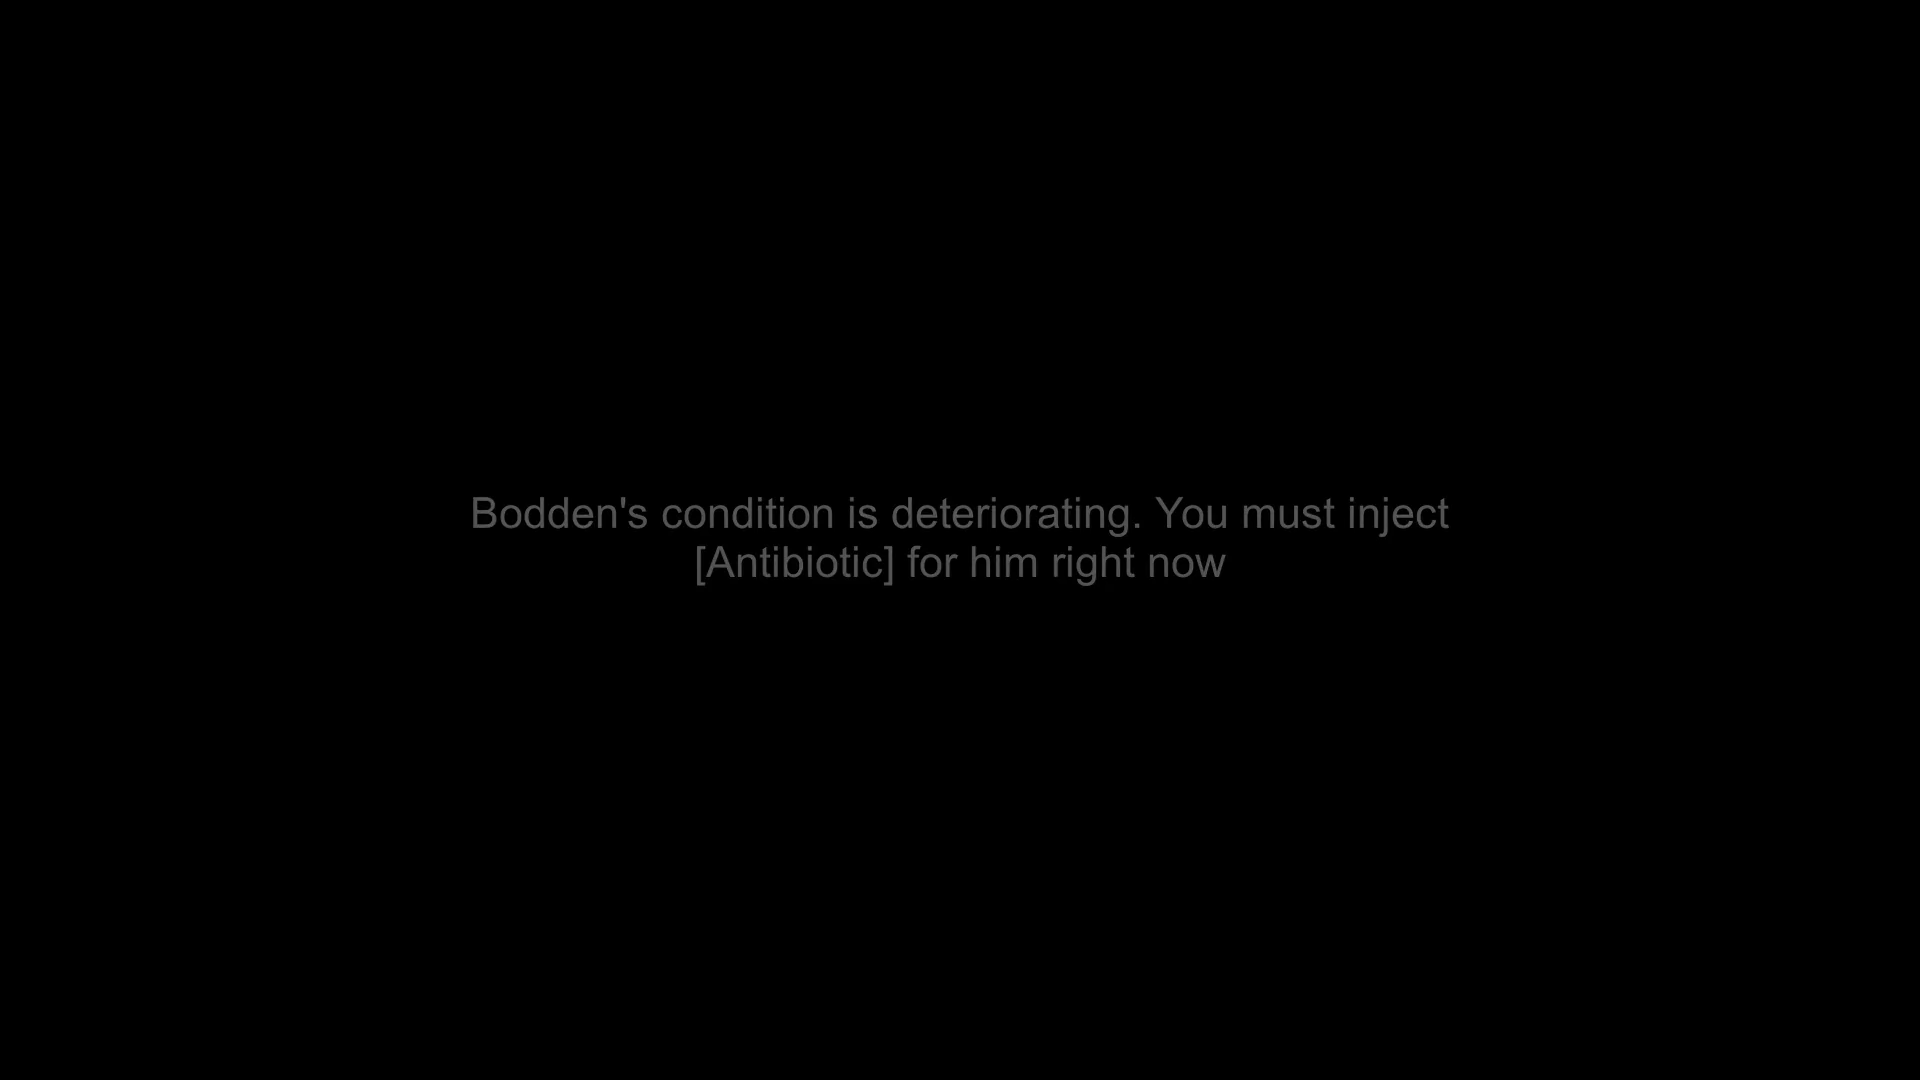 Bodden's condition is deteriorating. You must inject
[Antibiotic] for him right now